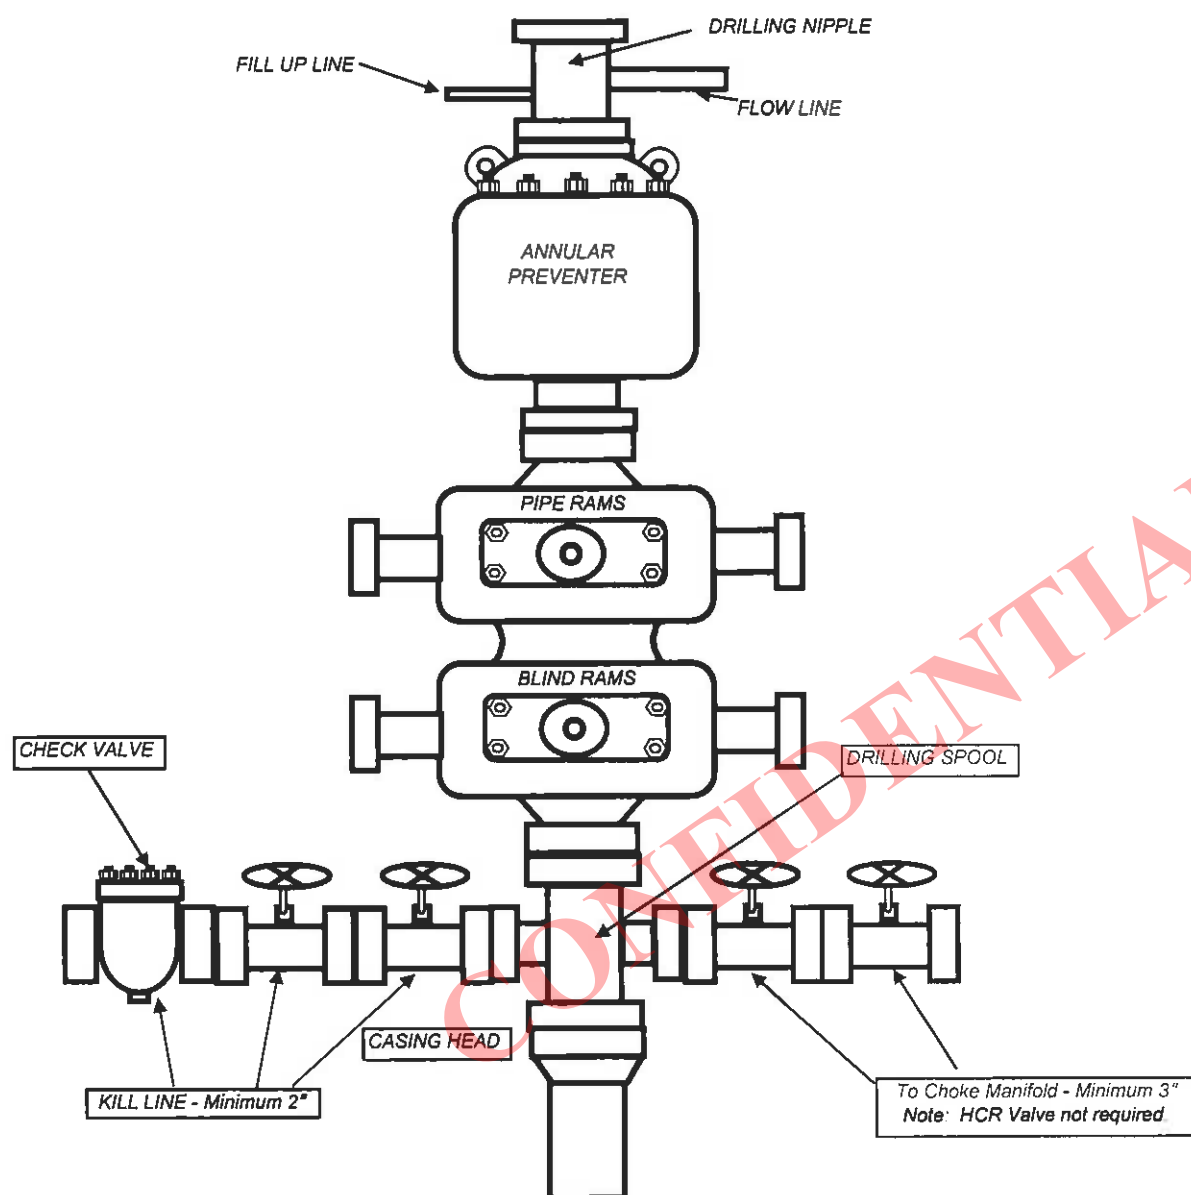 DRILLING NIPPLE
FILL UP LINE
FLOW LINE
ANNULAR
PREVENTER
PIPE RAMS
BLIND RAMS
CHECK VALVE
DRILLING SPOOL
CASING HEAD
KILL LINE - Minimum 2"
To Choke Manifold - Minimum 3"
Note: HCR Valve not required
CONFIDENTIA